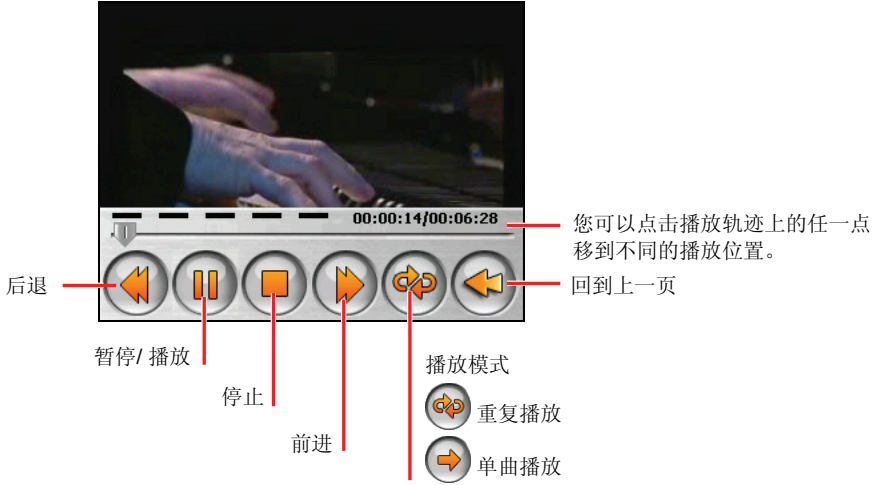 00:00:14/00:06:28
您可以点击播放轨迹上的任一点
移到不同的播放位置。
后退
回到上一页
暂停/ 播放
停止
前进
播放模式
重复播放
单曲播放